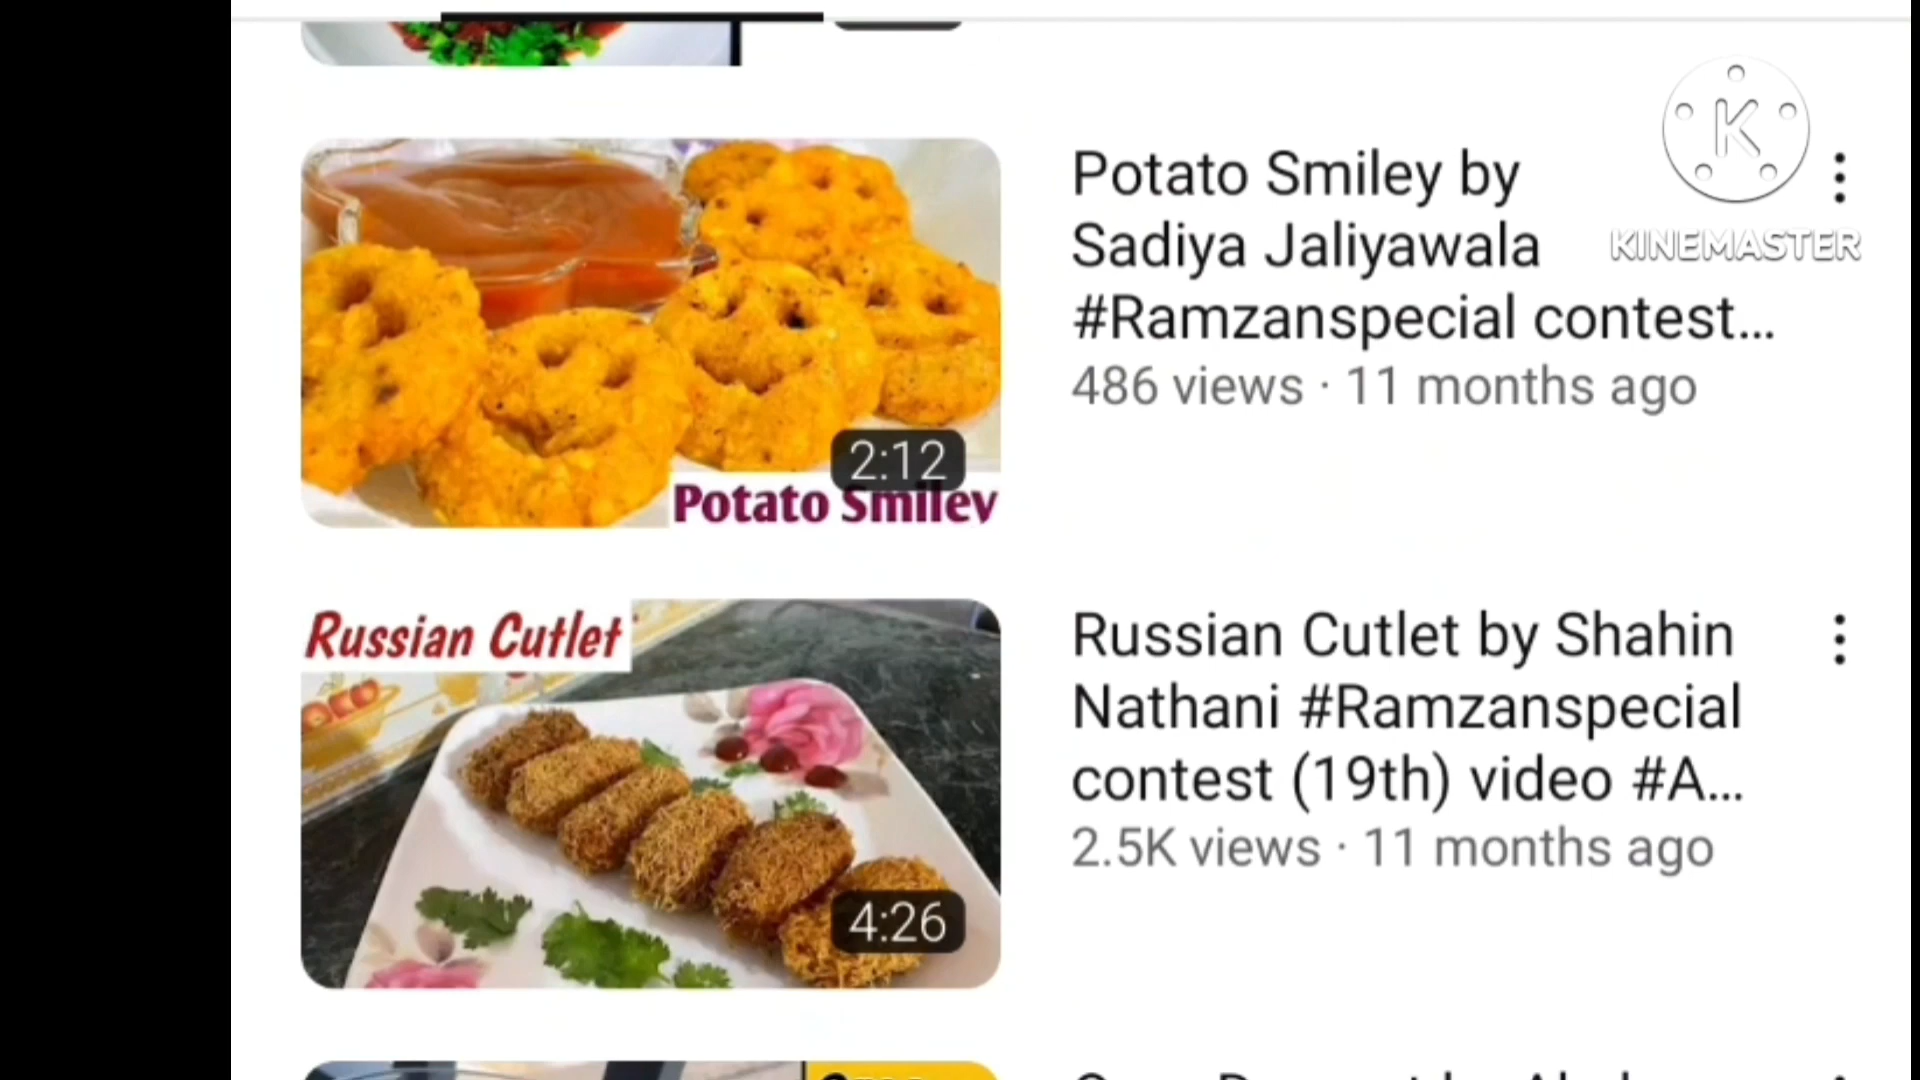 Potato Smiley by
Sadiya Jaliyawala
#Ramzanspecial contest...
486 views · 11 months ago
2:12
Potato Smiley
K
KINEMASTER
Russian Cutlet
Russian Cutlet by Shahin
Nathani #Ramzanspecial
contest (19th) video #A...
2.5K views · 11 months ago
4:26